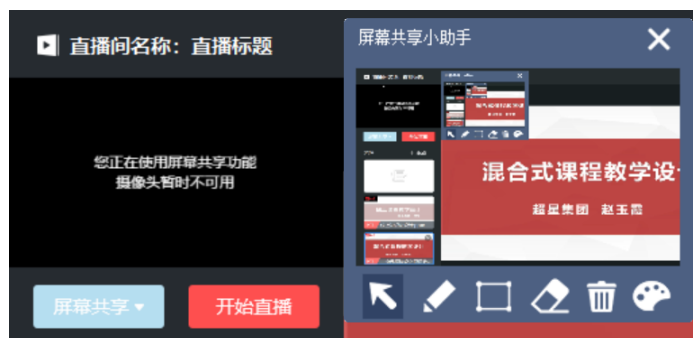 直播间名称：直播标题
您正在使用屏幕共享功能
摄像头暂时不可用
屏幕共享
开始直播
屏幕共享小助手
混合式课程教学设
超星集团 赵玉霞